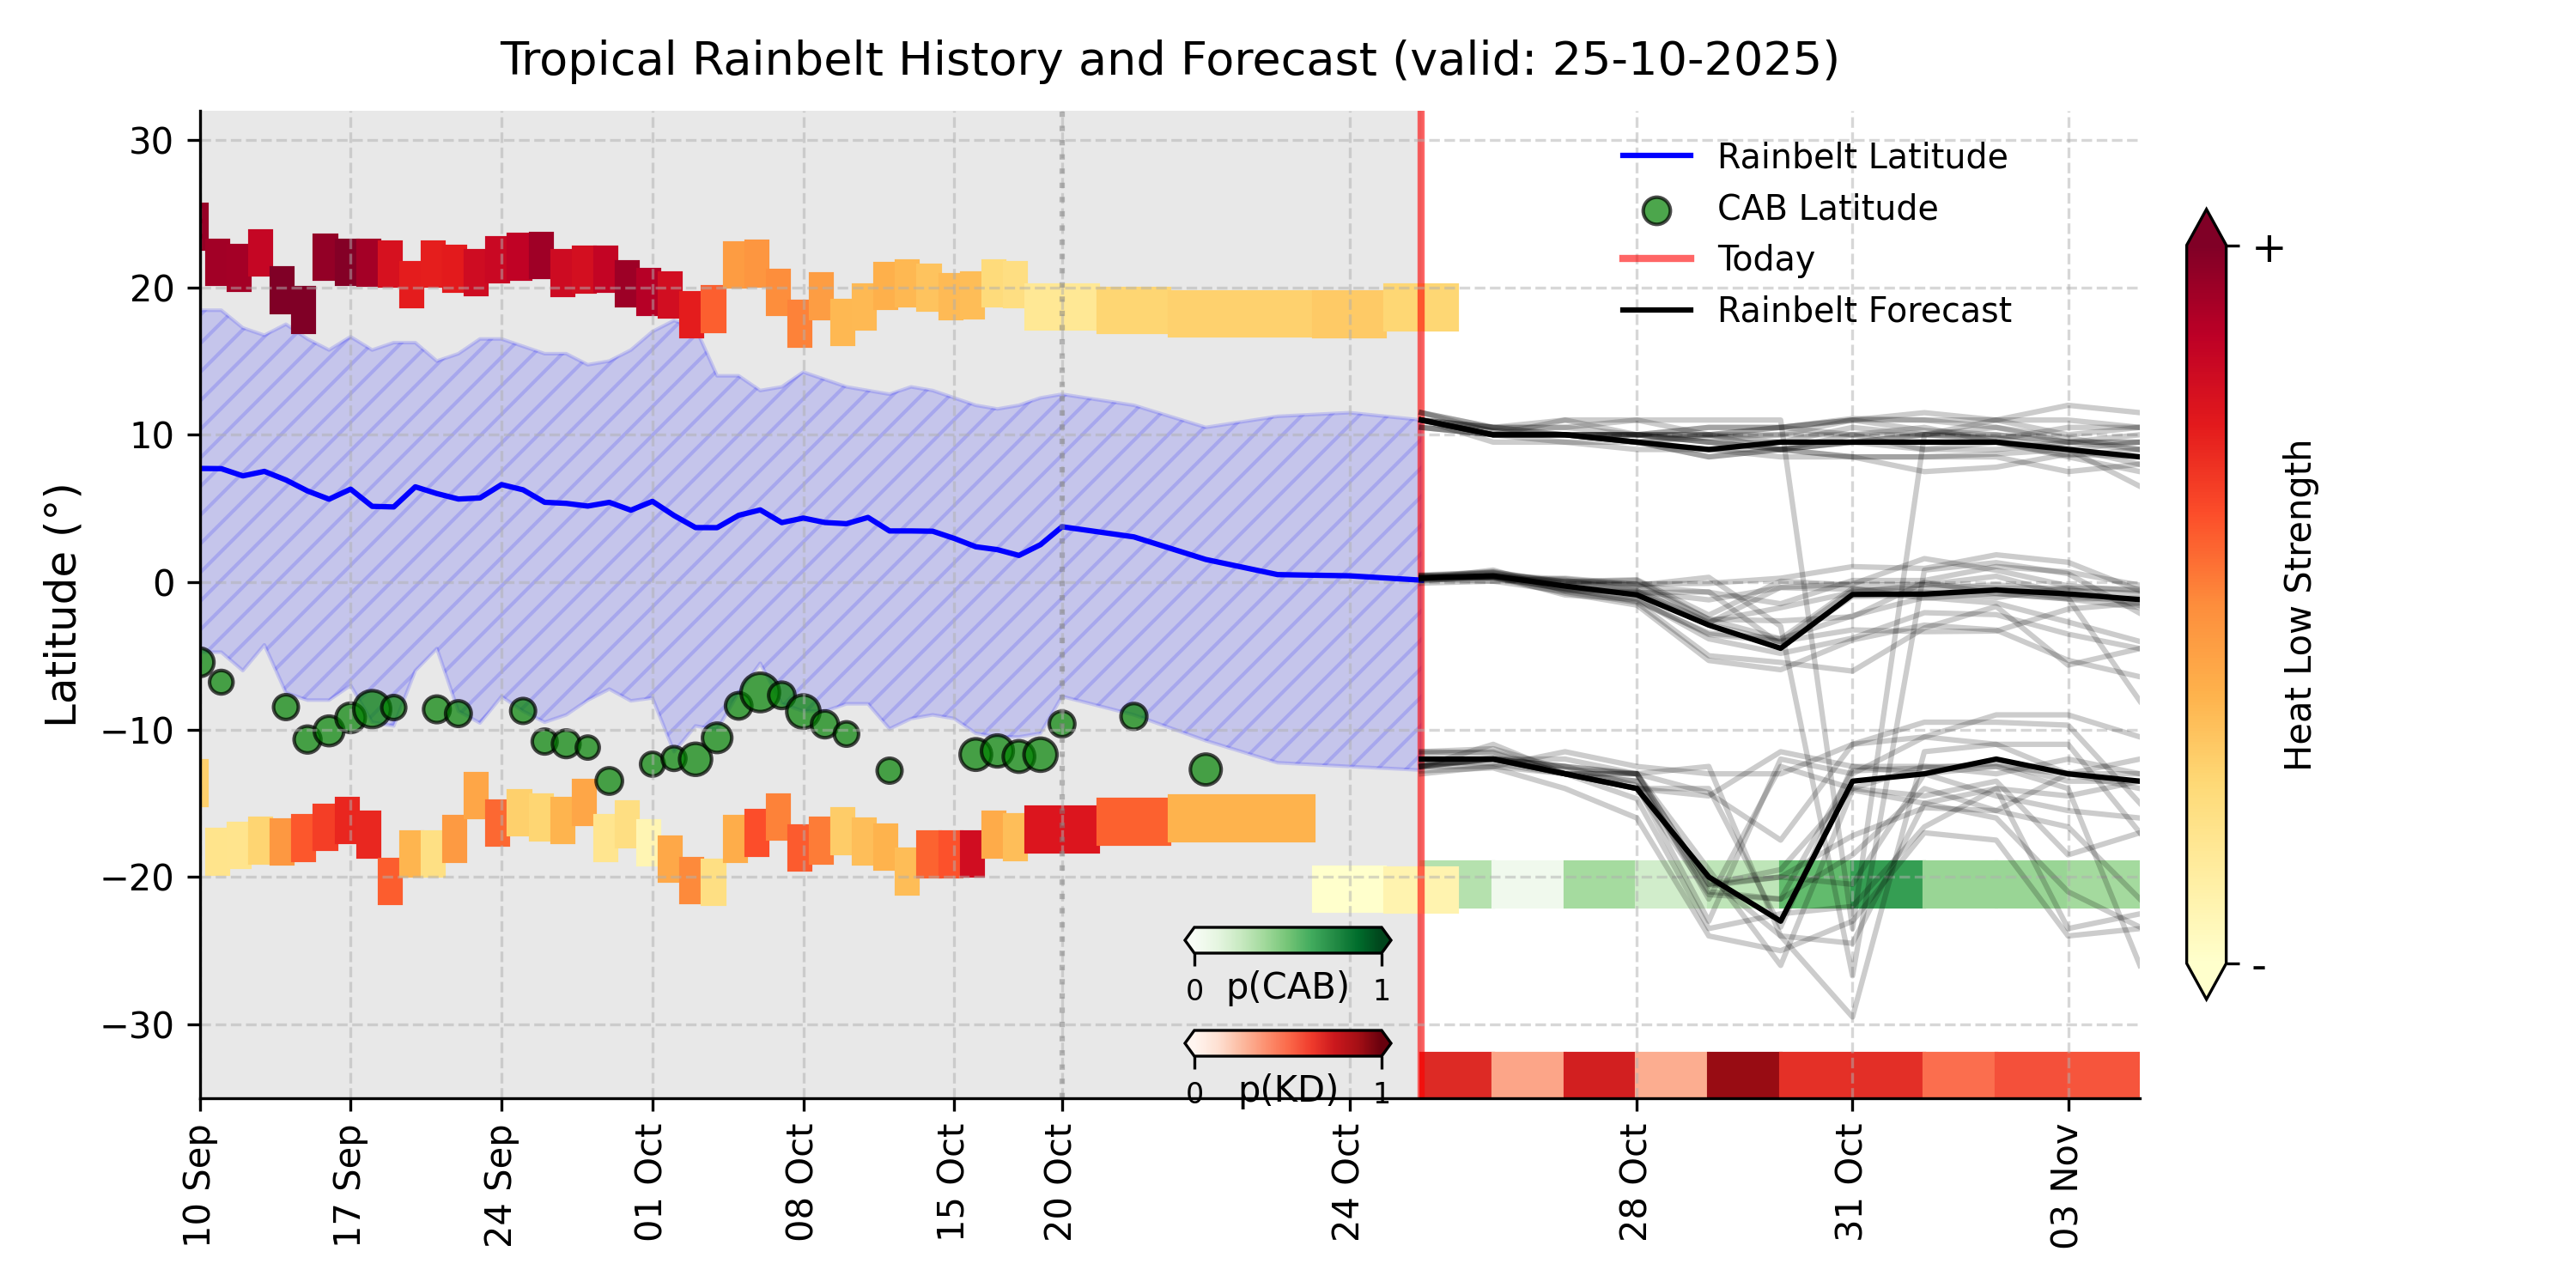 Tropical Rainbelt History and Forecast (valid: 25-10-2025)
Latitude (°)
30
20
10
0
−10
−20
−30
Rainbelt Latitude
CAB Latitude
Today
Rainbelt Forecast
0 p(CAB) 1
0 p(KD) 1
10 Sep
17 Sep
24 Sep
01 Oct
08 Oct
15 Oct
20 Oct
24 Oct
28 Oct
31 Oct
03 Nov
+
-
Heat Low Strength